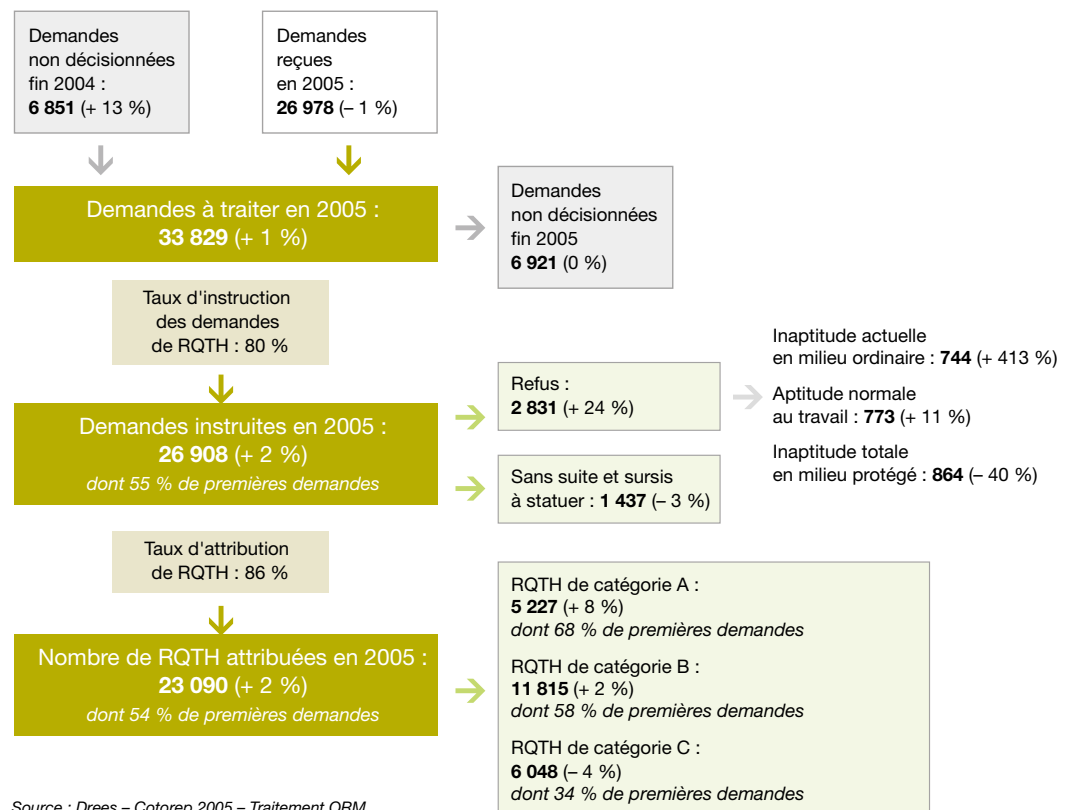 Demandes
non décisionnées
fin 2004 :
6 851 (+ 13 %)
Demandes
reçues
en 2005 :
26 978 (– 1 %)
Demandes à traiter en 2005 :
33 829 (+ 1 %)
Demandes
non décisionnées
fin 2005
6 921 (0 %)
Taux d'instruction
des demandes
de RQTH : 80 %
Demandes instruites en 2005 :
26 908 (+ 2 %)
dont 55 % de premières demandes
Refus :
2 831 (+ 24 %)
Inaptitude actuelle
en milieu ordinaire : 744 (+ 413 %)
Aptitude normale
au travail : 773 (+ 11 %)
Inaptitude totale
en milieu protégé : 864 (– 40 %)
Sans suite et sursis
à statuer : 1 437 (– 3 %)
Taux d'attribution
de RQTH : 86 %
Nombre de RQTH attribuées en 2005 :
23 090 (+ 2 %)
dont 54 % de premières demandes
RQTH de catégorie A :
5 227 (+ 8 %)
dont 68 % de premières demandes
RQTH de catégorie B :
11 815 (+ 2 %)
dont 58 % de premières demandes
RQTH de catégorie C :
6 048 (– 4 %)
dont 34 % de premières demandes
Source : Drees – Cotorep 2005 – Traitement ORM